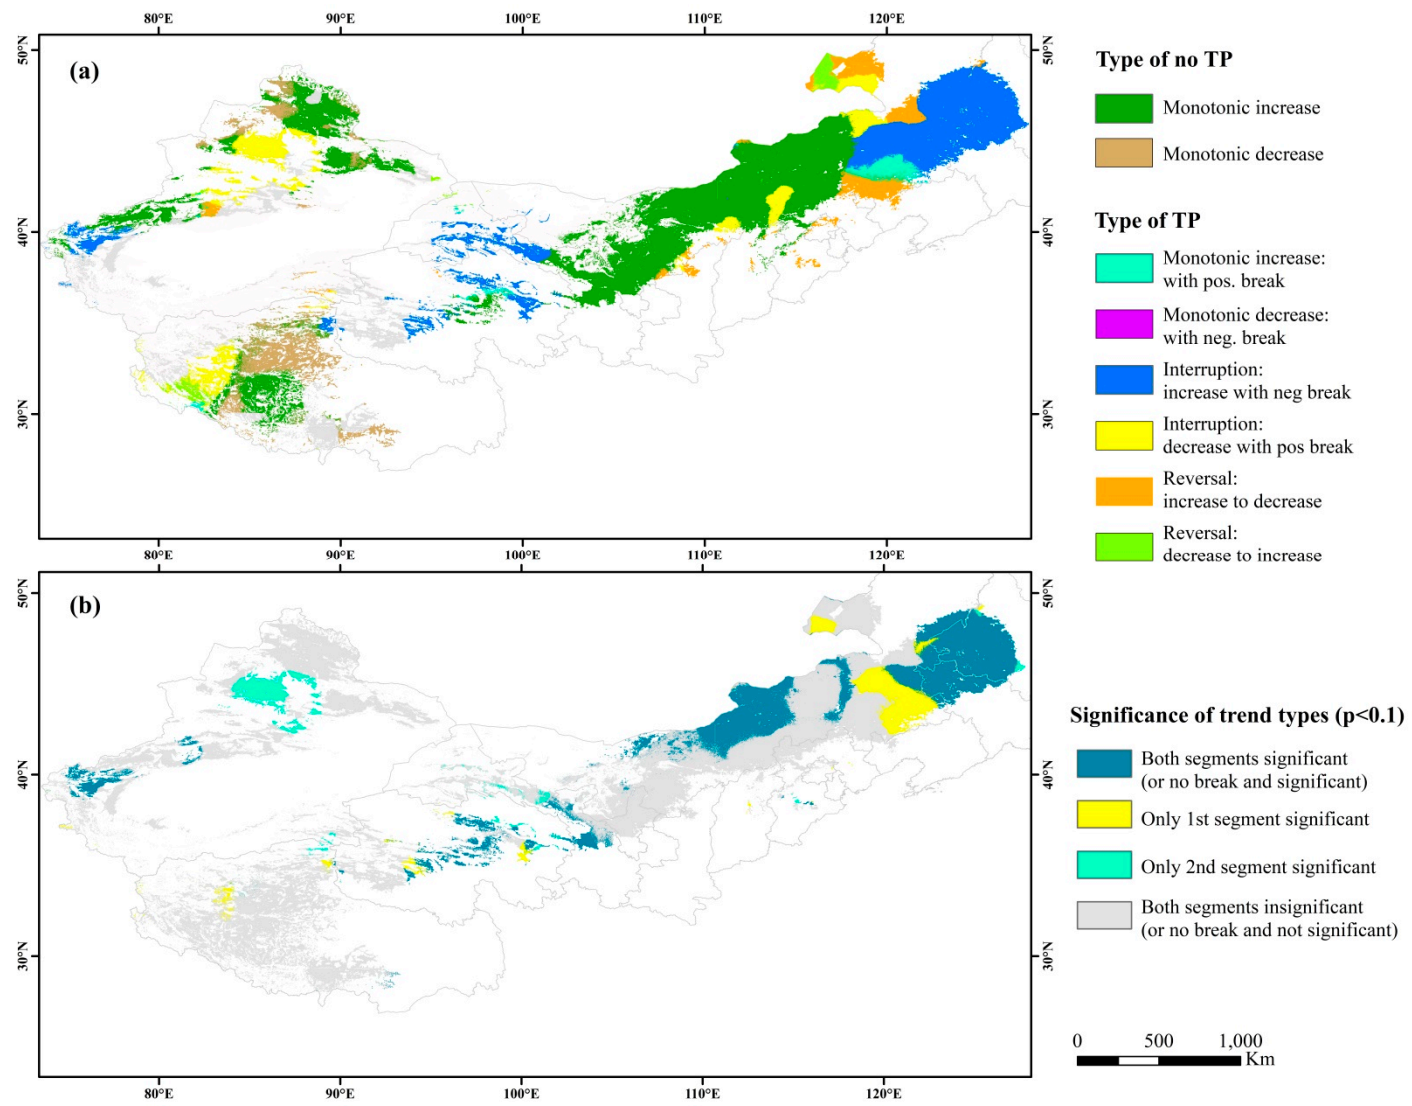 80°E 90°E 100°E 110°E 120°E
50°N 50°N
(a)
40°N 40°N
30°N 30°N
80°E 90°E 100°E 110°E 120°E
Type of no TP
Monotonic increase
Monotonic decrease
Type of TP
Monotonic increase:
with pos. break
Monotonic decrease:
with neg. break
Interruption:
increase with neg break
Interruption:
decrease with pos break
Reversal:
increase to decrease
Reversal:
decrease to increase
50°N 50°N
(b)
40°N 40°N
30°N 30°N
80°E 90°E 100°E 110°E 120°E
Significance of trend types (p<0.1)
Both segments significant
(or no break and significant)
Only 1st segment significant
Only 2nd segment significant
Both segments insignificant
(or no break and not significant)
0 500 1,000
Km